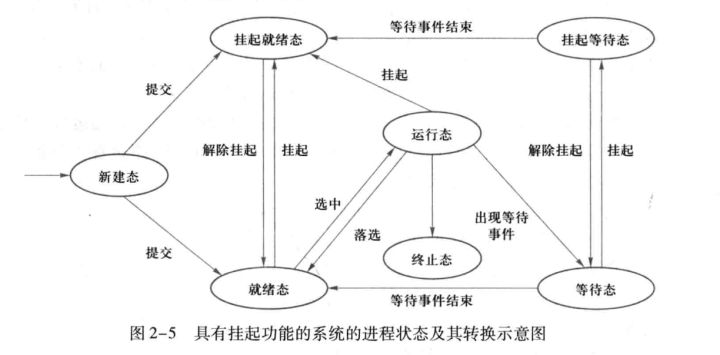 等待事件结束
挂起就绪态
挂起等待态
挂起
提交
运行态
解除挂起
挂起
解除挂起
挂起
新建态
选中
落选
出现等待
事件
提交
终止态
就绪态
等待态
等待事件结束
图2-5 具有挂起功能的系统的进程状态及其转换示意图